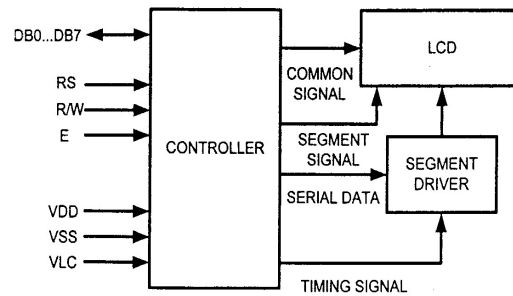 DB0...DB7
RS
R/W
E
VDD
VSS
VLC
CONTROLLER
COMMON
SIGNAL
SEGMENT
SIGNAL
SERIAL DATA
TIMING SIGNAL
LCD
SEGMENT
DRIVER